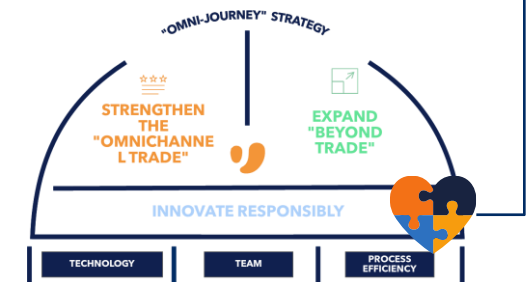 "OMNI-JOURNEY" STRATEGY
STRENGTHEN
THE
"OMNICHANNE
L TRADE"
EXPAND
"BEYOND
TRADE"
INNOVATE RESPONSIBLY
TECHNOLOGY
TEAM
PROCESS
EFFICIENCY